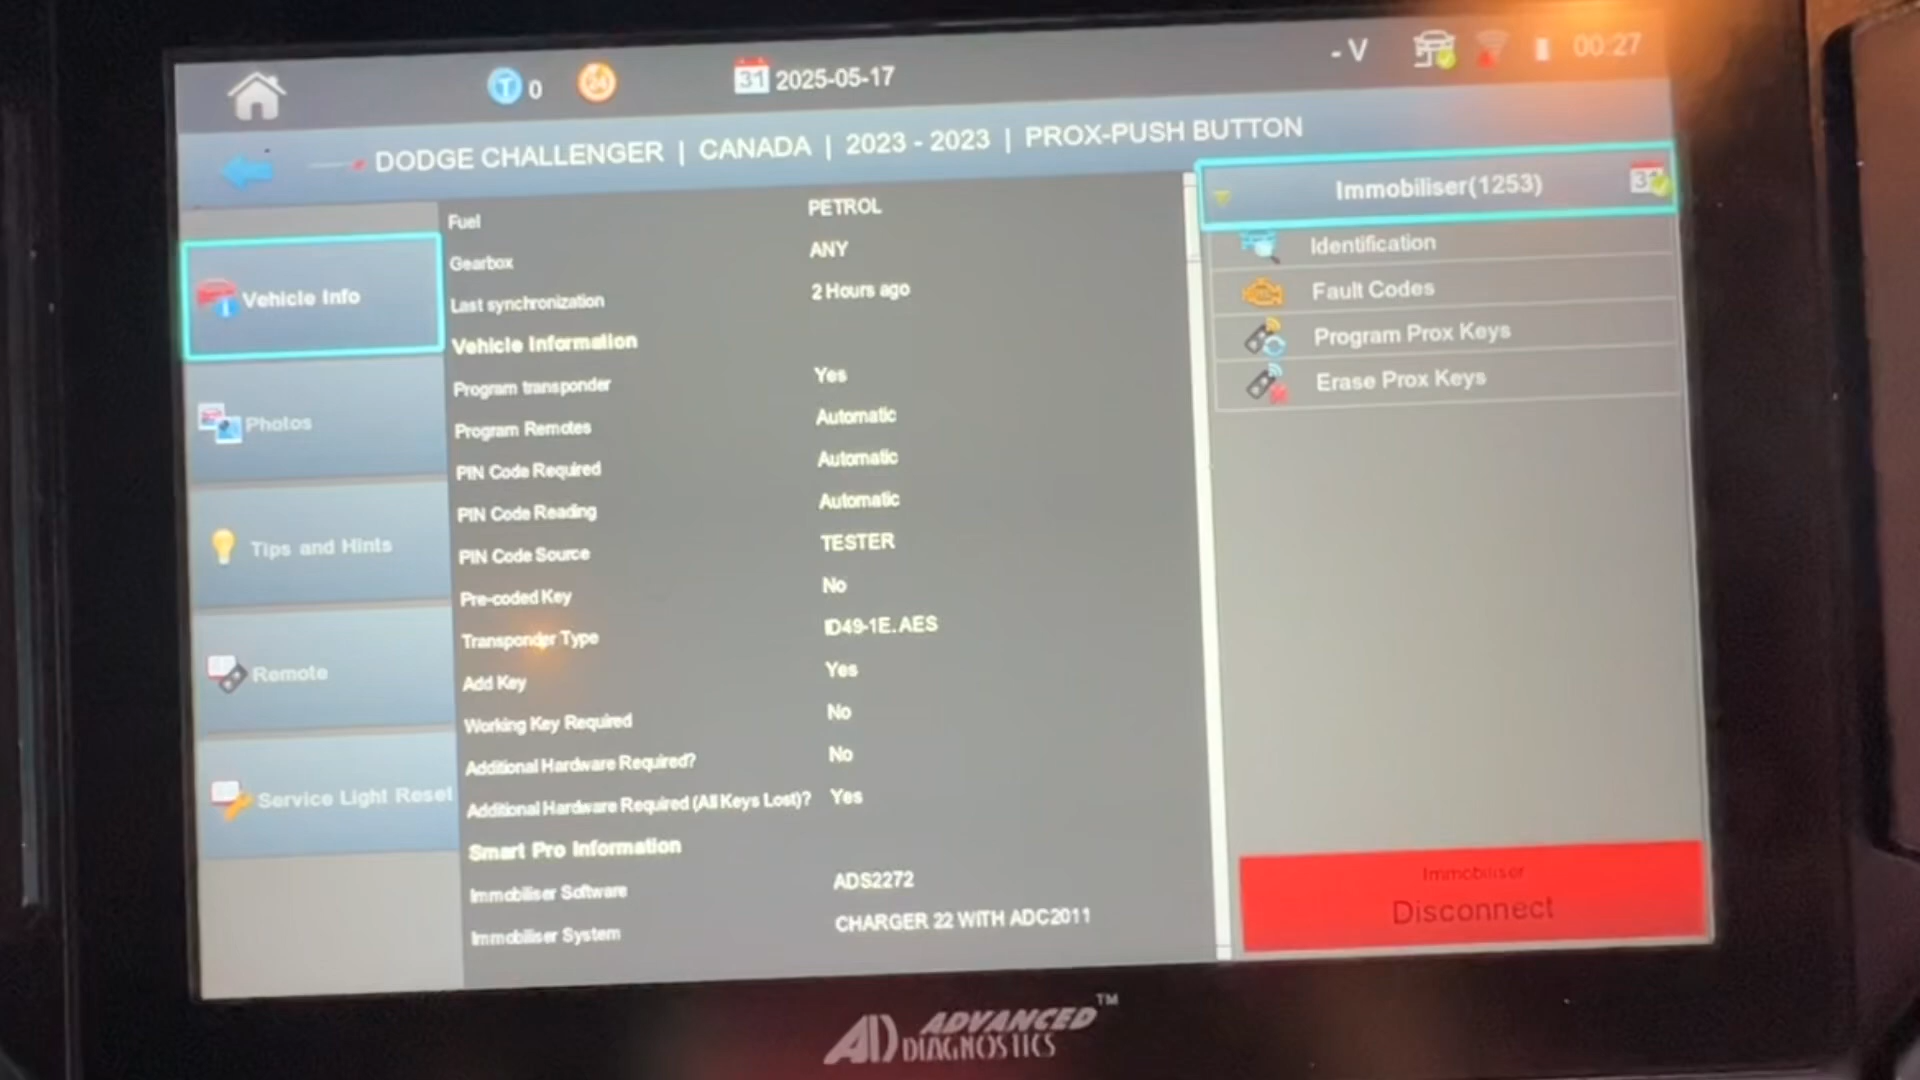 0
31 2025-05-17
- V
00:27
DODGE CHALLENGER | CANADA | 2023 - 2023 | PROX-PUSH BUTTON
Vehicle Info
Photos
Tips and Hints
Remote
Service Light Reset
Fuel PETROL
Gearbox ANY
Last synchronization 2 Hours ago
Vehicle Information
Program transponder Yes
Program Remotes Automatic
PIN Code Required Automatic
PIN Code Reading Automatic
PIN Code Source TESTER
Pre-coded Key No
Transponder Type ID49-1E.AES
Add Key Yes
Working Key Required No
Additional Hardware Required? No
Additional Hardware Required (All Keys Lost)? Yes
Smart Pro Information
Immobiliser Software ADS2272
Immobiliser System CHARGER 22 WITH ADC2011
Immobiliser(1253)
Identification
Fault Codes
Program Prox Keys
Erase Prox Keys
Immobiliser
Disconnect
AD ADVANCED DIAGNOSTICS™